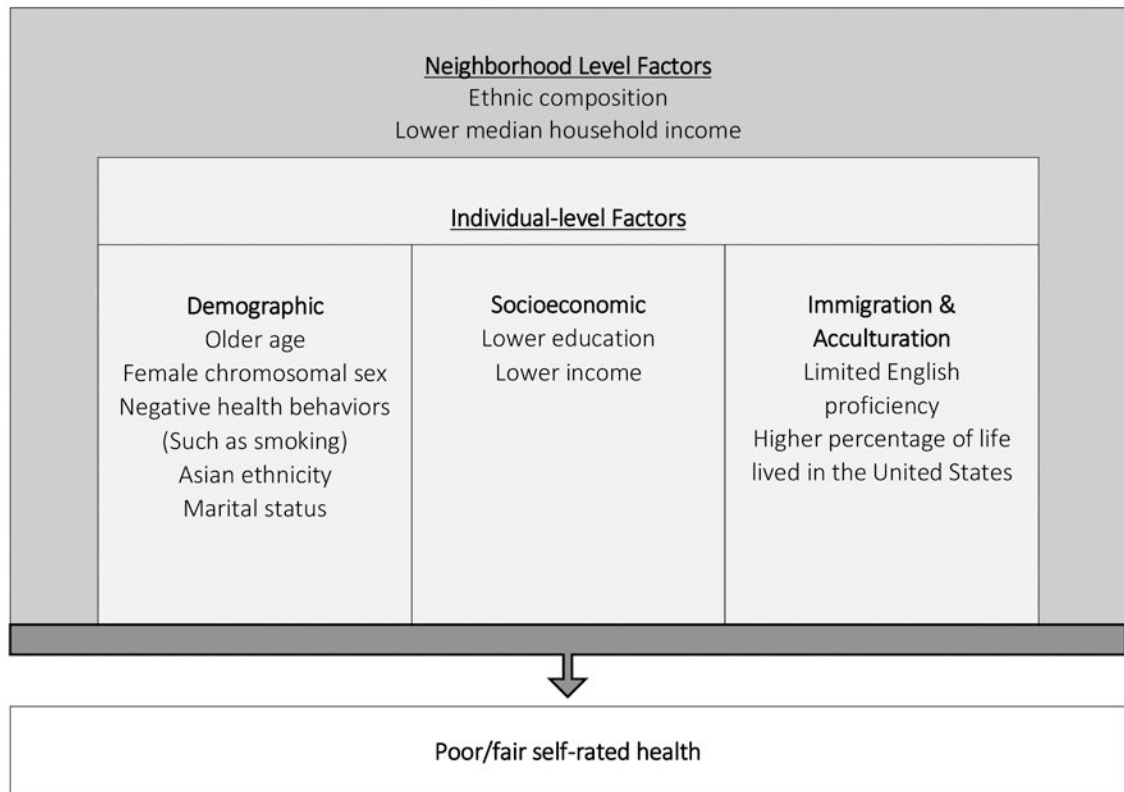 Neighborhood Level Factors
Ethnic composition
Lower median household income
Individual-level Factors
Demographic
Older age
Female chromosomal sex
Negative health behaviors
(Such as smoking)
Asian ethnicity
Marital status
Socioeconomic
Lower education
Lower income
Immigration &
Acculturation
Limited English
proficiency
Higher percentage of life
lived in the United States
Poor/fair self-rated health